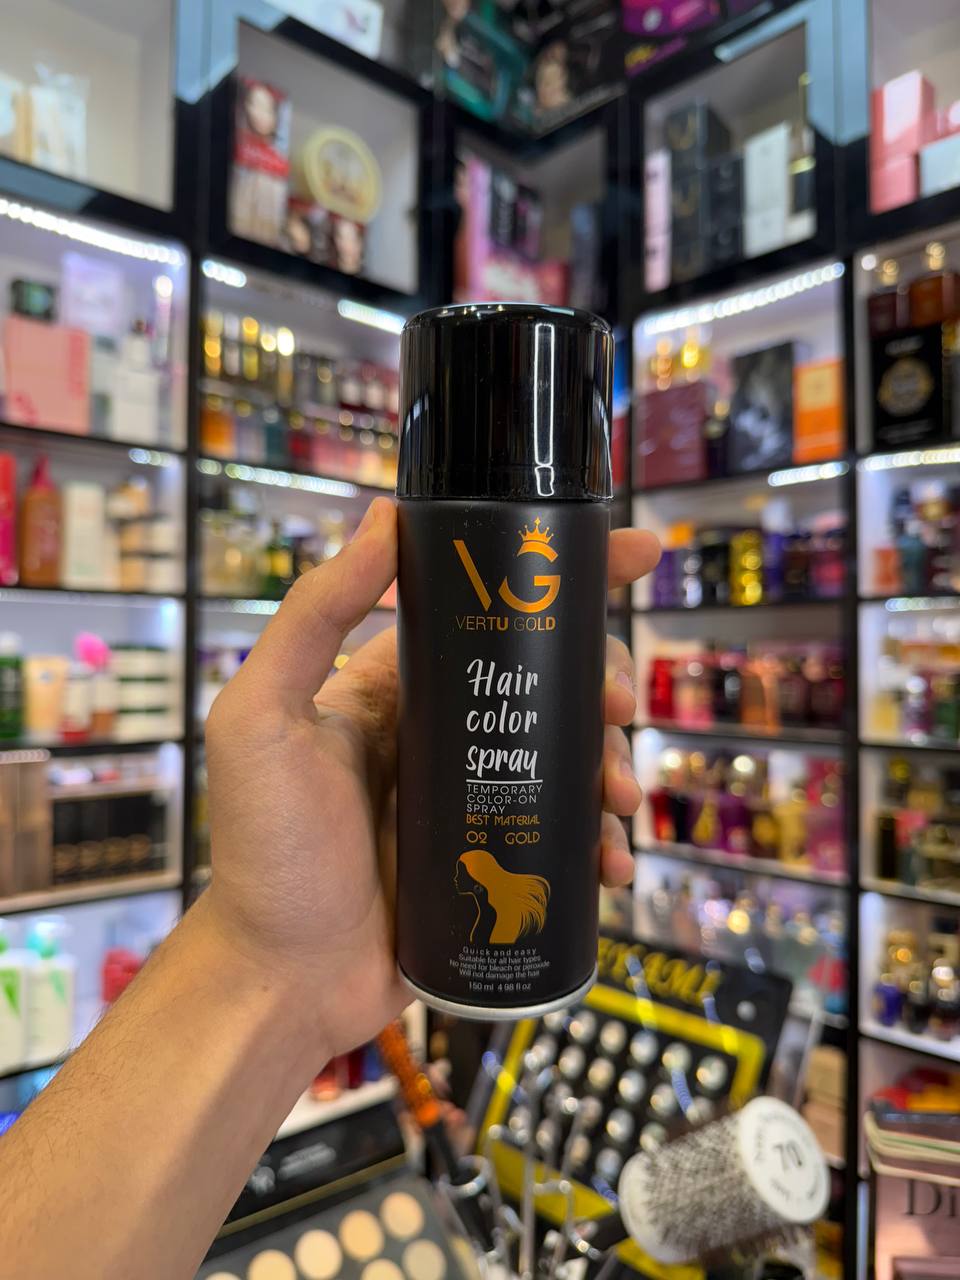 VG
VERTU GOLD
Hair
color
spray
TEMPORARY
COLOR-ON
SPRAY
BEST MATERIAL
02 GOLD
Quick and easy
Suitable for all hair types
No need for bleach or peroxide
Will not damage the hair
150 ml 4 98 fl oz
70
Di